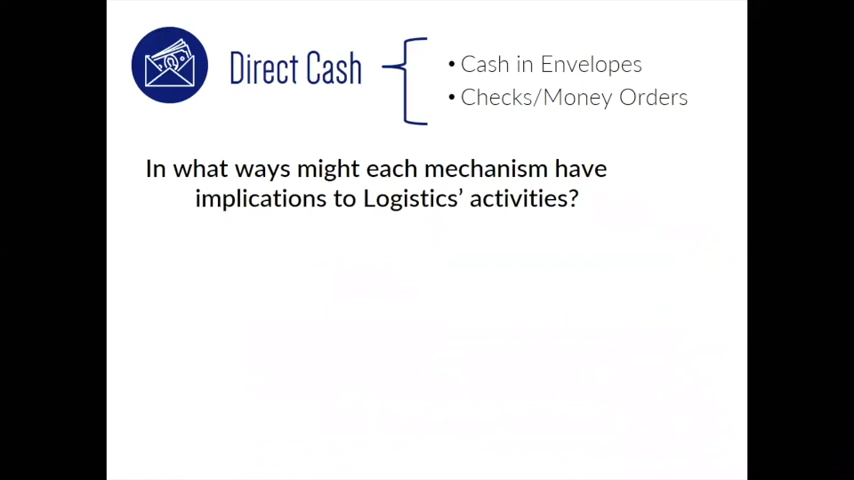 Direct Cash
• Cash in Envelopes
• Checks/Money Orders
In what ways might each mechanism have
implications to Logistics’ activities?